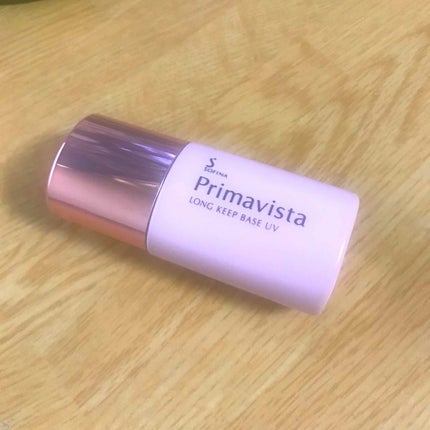 S
SOFINA
Primavista
LONG KEEP BASE UV